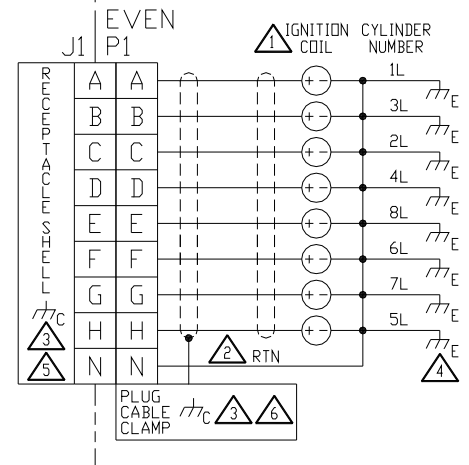 EVEN
J1 P1
1 IGNITION COIL
CYLINDER NUMBER
RECEPTACLE SHELL
C
3
5
A A + - 1L E
B B + - 3L E
C C + - 2L E
D D + - 4L E
E E + - 8L E
F F + - 6L E
G G + - 7L E
H H + - 5L E
N N
2 RTN
4
PLUG
CABLE
CLAMP
C 3 6